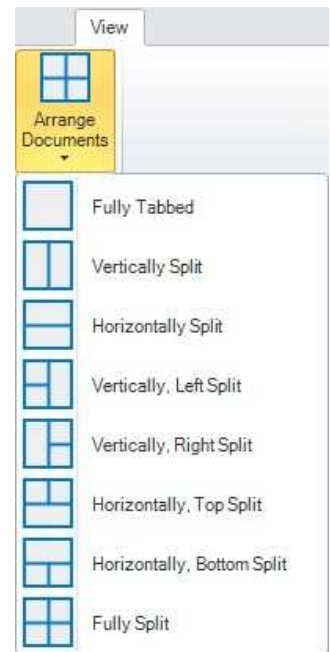 View
Arrange
Documents
Fully Tabbed
Vertically Split
Horizontally Split
Vertically, Left Split
Vertically, Right Split
Horizontally, Top Split
Horizontally, Bottom Split
Fully Split